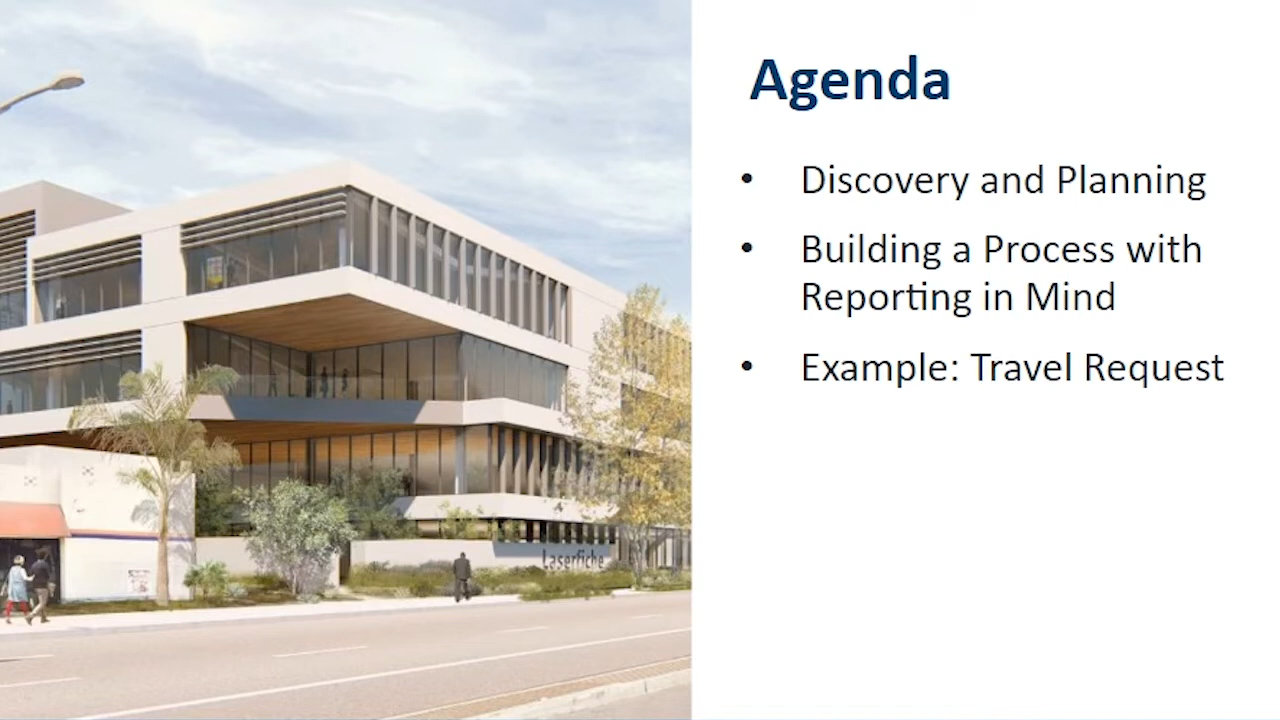 Agenda
• Discovery and Planning
• Building a Process with
Reporting in Mind
• Example: Travel Request
Laserfiche